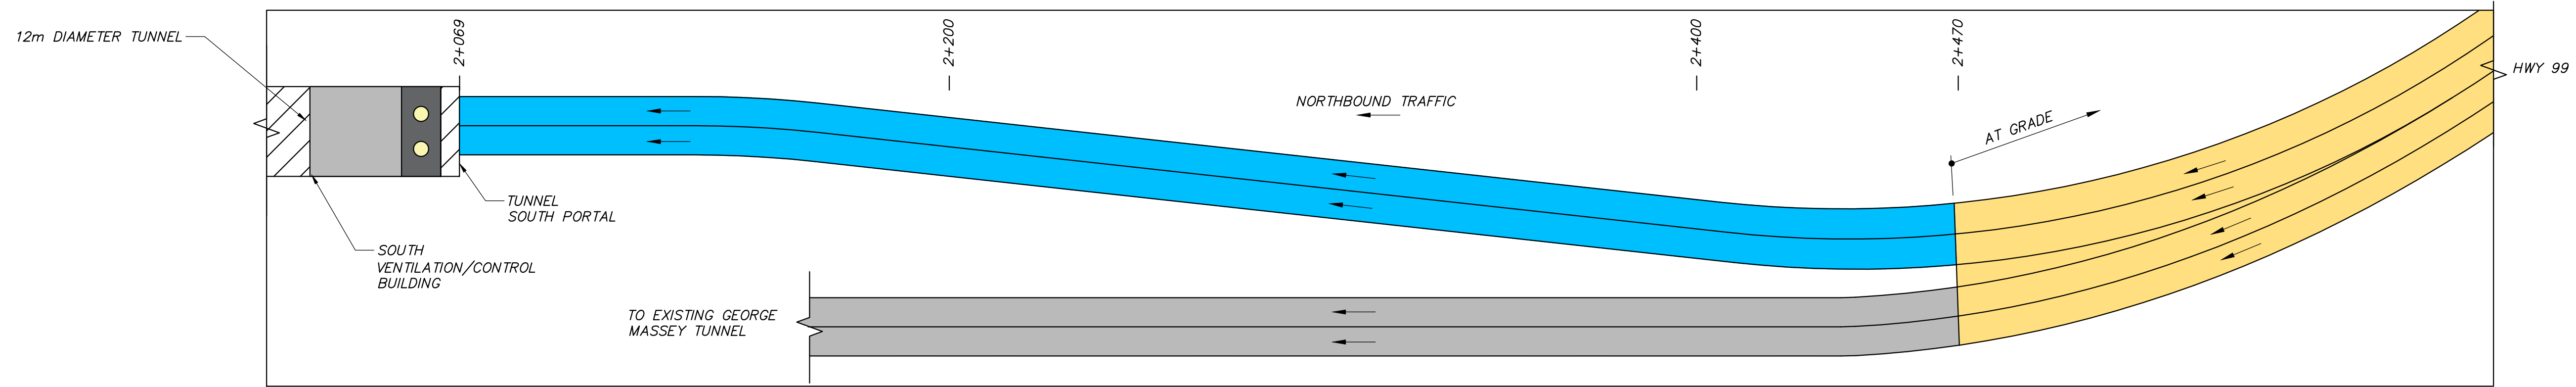 12m DIAMETER TUNNEL
2+069
2+200
2+400
2+470
HWY 99
NORTHBOUND TRAFFIC
AT GRADE
TUNNEL
SOUTH PORTAL
SOUTH
VENTILATION/CONTROL
BUILDING
TO EXISTING GEORGE
MASSEY TUNNEL